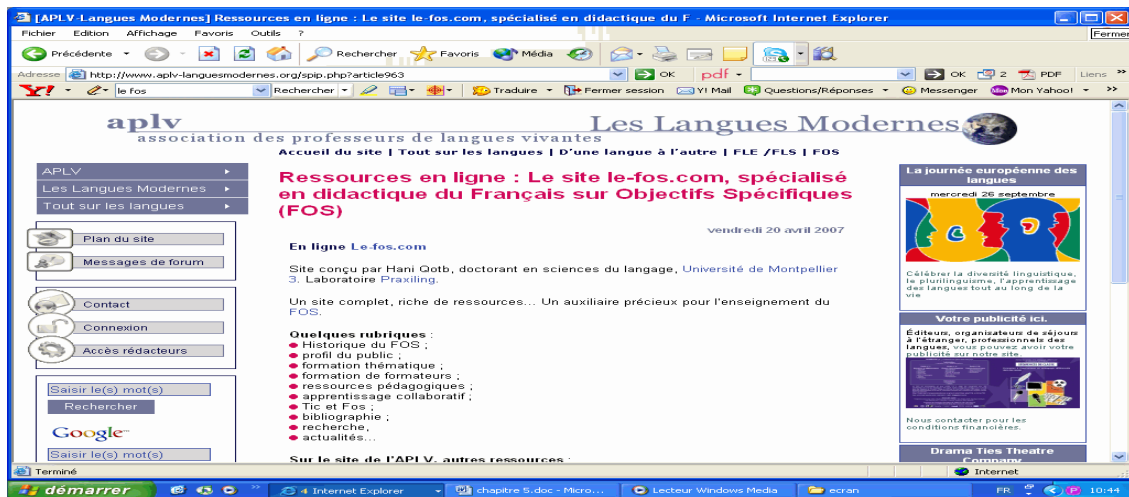 [APLV-Langues Modernes] Ressources en ligne : Le site le-fos.com, spécialisé en didactique du F - Microsoft Internet Explorer
Fichier Edition Affichage Favoris Outils ?
Fermer
Précédente Rechercher Favoris Média
Adresse http://www.aplv-languesmodernes.org/spip.php?article963 OK pdf OK 2 PDF Liens »
Y! le fos Rechercher Traduire Fermer session Y! Mail Questions/Réponses Messenger Mon Yahoo! »
aplv Les Langues Modernes
association des professeurs de langues vivantes
Accueil du site | Tout sur les langues | D'une langue à l'autre | FLE /FLS | FOS
APLV
Les Langues Modernes
Tout sur les langues
Plan du site
Messages de forum
Contact
Connexion
Accès rédacteurs
Saisir le(s) mot(s)
Rechercher
Google
Saisir le(s) mot(s)
Ressources en ligne : Le site le-fos.com, spécialisé
en didactique du Français sur Objectifs Spécifiques
(FOS)
vendredi 20 avril 2007
En ligne Le-fos.com
Site conçu par Hani Qotb, doctorant en sciences du langage, Université de Montpellier
3. Laboratoire Praxiling.
Un site complet, riche de ressources... Un auxiliaire précieux pour l'enseignement du
FOS.
Quelques rubriques :
Historique du FOS ;
profil du public ;
formation thématique ;
formation de formateurs ;
ressources pédagogiques ;
apprentissage collaboratif ;
Tic et Fos ;
bibliographie ;
recherche,
actualités...
Sur le site de l'APLV, autres ressources :
La journée européenne des
langues
mercredi 26 septembre
Célébrer la diversité linguistique,
le plurilinguisme, l'apprentissage
des langues tout au long de la
vie
Votre publicité ici.
Éditeurs, organisateurs de séjours
à l'étranger, professionnels des
langues, vous pouvez avoir votre
publicité sur notre site.
Nous contacter pour les
conditions financières.
Drama Ties Theatre
Company
Terminé Internet
démarrer » 4 Internet Explorer chapitre 5.doc - Micro... Lecteur Windows Media ecran FR 10:44